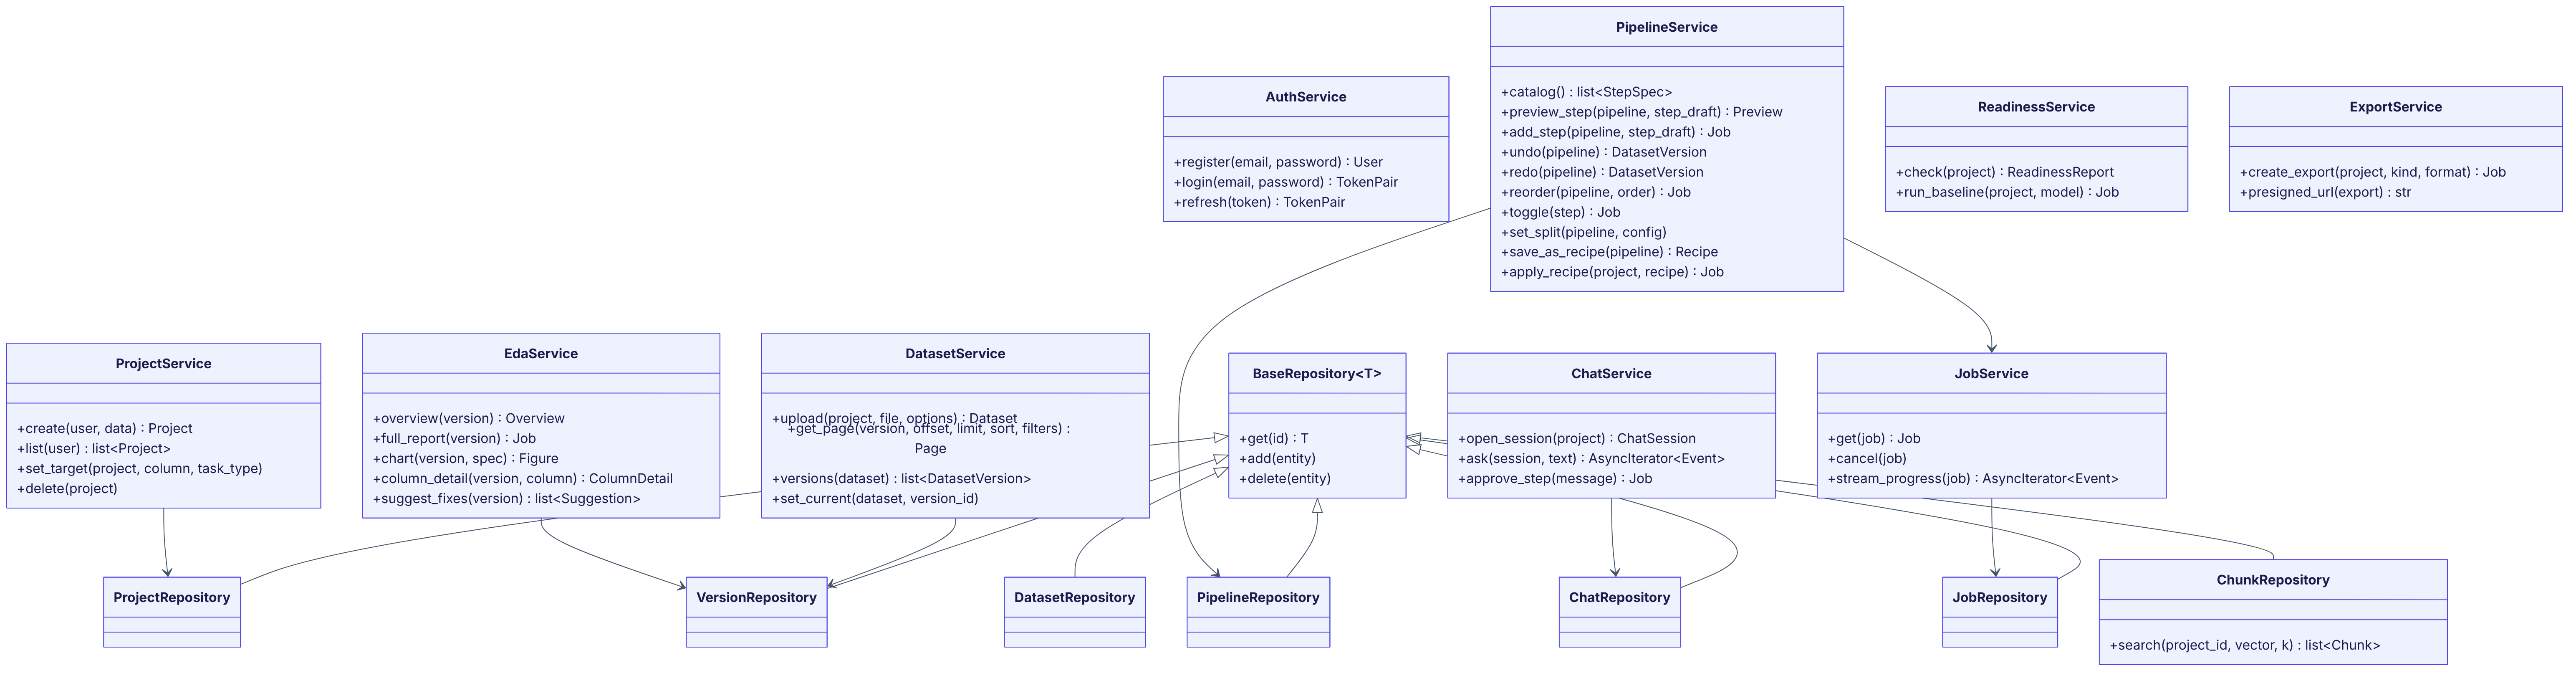 PipelineService
+catalog() : list<StepSpec>
+preview_step(pipeline, step_draft) : Preview
+add_step(pipeline, step_draft) : Job
+undo(pipeline) : DatasetVersion
+redo(pipeline) : DatasetVersion
+reorder(pipeline, order) : Job
+toggle(step) : Job
+set_split(pipeline, config)
+save_as_recipe(pipeline) : Recipe
+apply_recipe(project, recipe) : Job
AuthService
+register(email, password) : User
+login(email, password) : TokenPair
+refresh(token) : TokenPair
ReadinessService
+check(project) : ReadinessReport
+run_baseline(project, model) : Job
ExportService
+create_export(project, kind, format) : Job
+presigned_url(export) : str
ProjectService
+create(user, data) : Project
+list(user) : list<Project>
+set_target(project, column, task_type)
+delete(project)
EdaService
+overview(version) : Overview
+full_report(version) : Job
+chart(version, spec) : Figure
+column_detail(version, column) : ColumnDetail
+suggest_fixes(version) : list<Suggestion>
DatasetService
+upload(project, file, options) : Dataset
+get_page(version, offset, limit, sort, filters) :
Page
+versions(dataset) : list<DatasetVersion>
+set_current(dataset, version_id)
BaseRepository<T>
+get(id) : T
+add(entity)
+delete(entity)
ChatService
+open_session(project) : ChatSession
+ask(session, text) : AsyncIterator<Event>
+approve_step(message) : Job
JobService
+get(job) : Job
+cancel(job)
+stream_progress(job) : AsyncIterator<Event>
ProjectRepository
VersionRepository
DatasetRepository
PipelineRepository
ChatRepository
JobRepository
ChunkRepository
+search(project_id, vector, k) : list<Chunk>